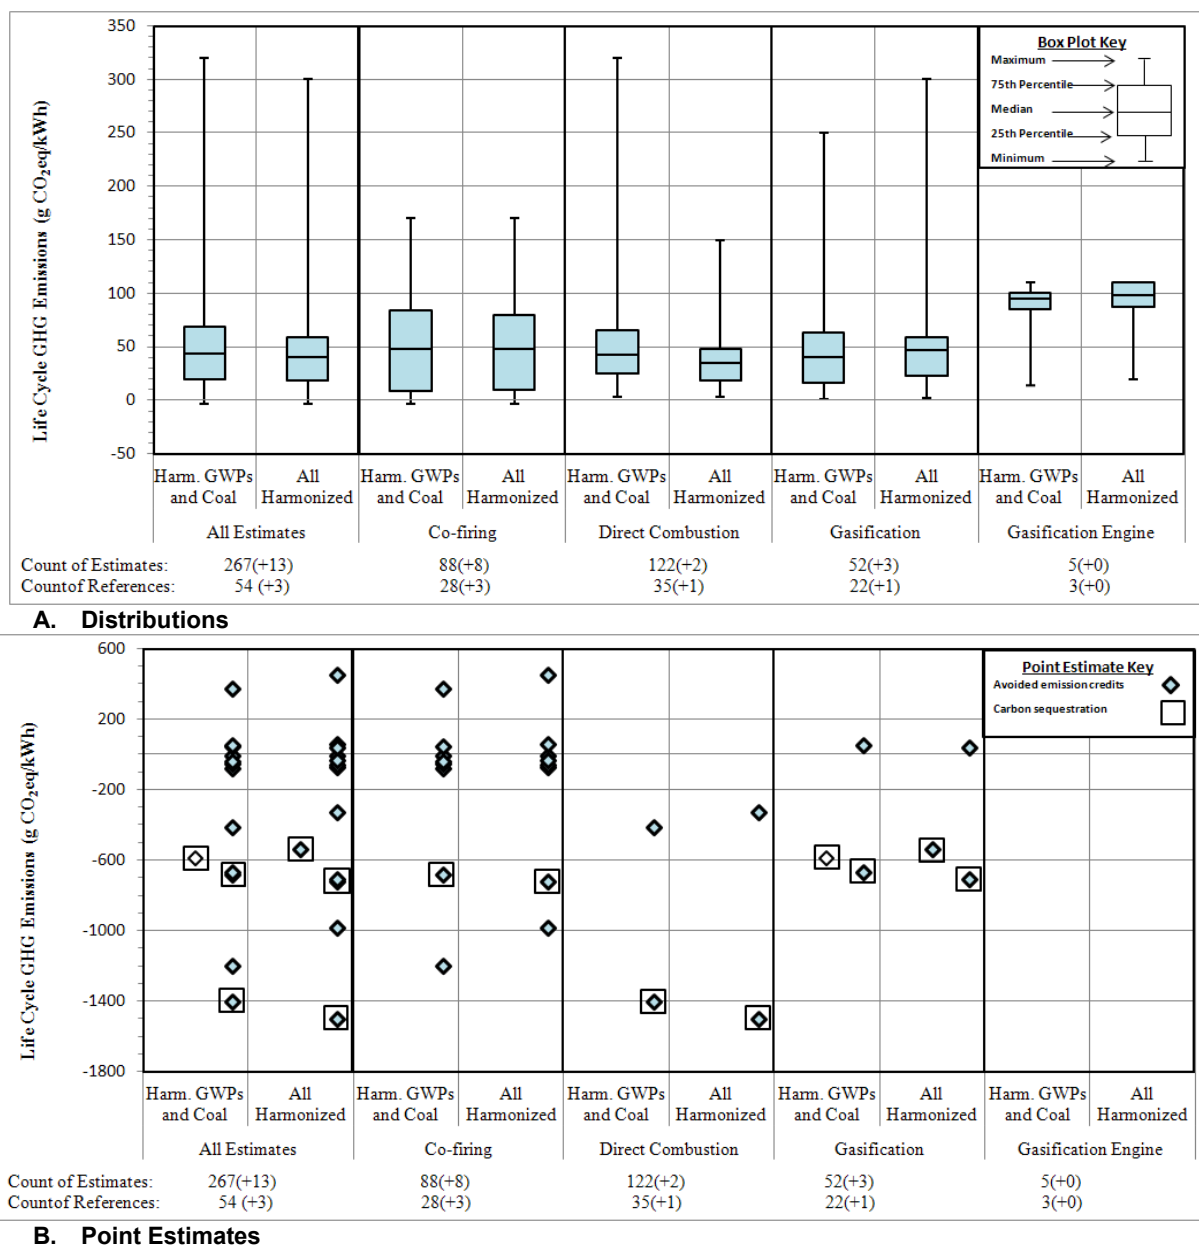 350
300
250
200
150
100
50
0
-50
Life Cycle GHG Emissions (g CO₂eq/kWh)
Box Plot Key
Maximum
75th Percentile
Median
25th Percentile
Minimum
Harm. GWPs and Coal
All Harmonized
Harm. GWPs and Coal
All Harmonized
Harm. GWPs and Coal
All Harmonized
Harm. GWPs and Coal
All Harmonized
Harm. GWPs and Coal
All Harmonized
All Estimates Co-firing Direct Combustion Gasification Gasification Engine
Count of Estimates: 267(+13) 88(+8) 122(+2) 52(+3) 5(+0)
Countof References: 54 (+3) 28(+3) 35(+1) 22(+1) 3(+0)
A. Distributions
600
200
-200
-600
-1000
-1400
-1800
Life Cycle GHG Emissions (g CO₂eq/kWh)
Point Estimate Key
Avoided emission credits
Carbon sequestration
Harm. GWPs and Coal
All Harmonized
Harm. GWPs and Coal
All Harmonized
Harm. GWPs and Coal
All Harmonized
Harm. GWPs and Coal
All Harmonized
Harm. GWPs and Coal
All Harmonized
All Estimates Co-firing Direct Combustion Gasification Gasification Engine
Count of Estimates: 267(+13) 88(+8) 122(+2) 52(+3) 5(+0)
Countof References: 54 (+3) 28(+3) 35(+1) 22(+1) 3(+0)
B. Point Estimates